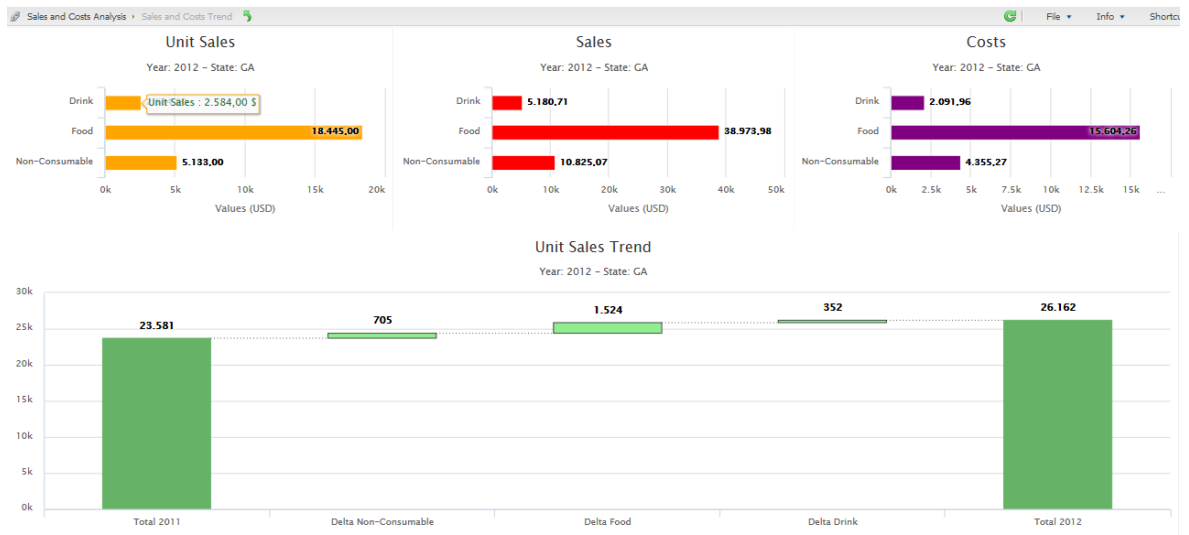 Sales and Costs Analysis › Sales and Costs Trend
File ▾ Info ▾ Shortcu
Unit Sales
Year: 2012 – State: GA
Drink
Unit Sales : 2.584,00 $
Food
18.445,00
Non-Consumable
5.133,00
0k 5k 10k 15k 20k
Values (USD)
Sales
Year: 2012 – State: GA
Drink
5.180,71
Food
38.973,98
Non-Consumable
10.825,07
0k 10k 20k 30k 40k 50k
Values (USD)
Costs
Year: 2012 – State: GA
Drink
2.091,96
Food
15.604,26
Non-Consumable
4.355,27
0k 2.5k 5k 7.5k 10k 12.5k 15k ...
Values (USD)
Unit Sales Trend
Year: 2012 – State: GA
30k
25k
20k
15k
10k
5k
0k
23.581
705
1.524
352
26.162
Total 2011 Delta Non-Consumable Delta Food Delta Drink Total 2012